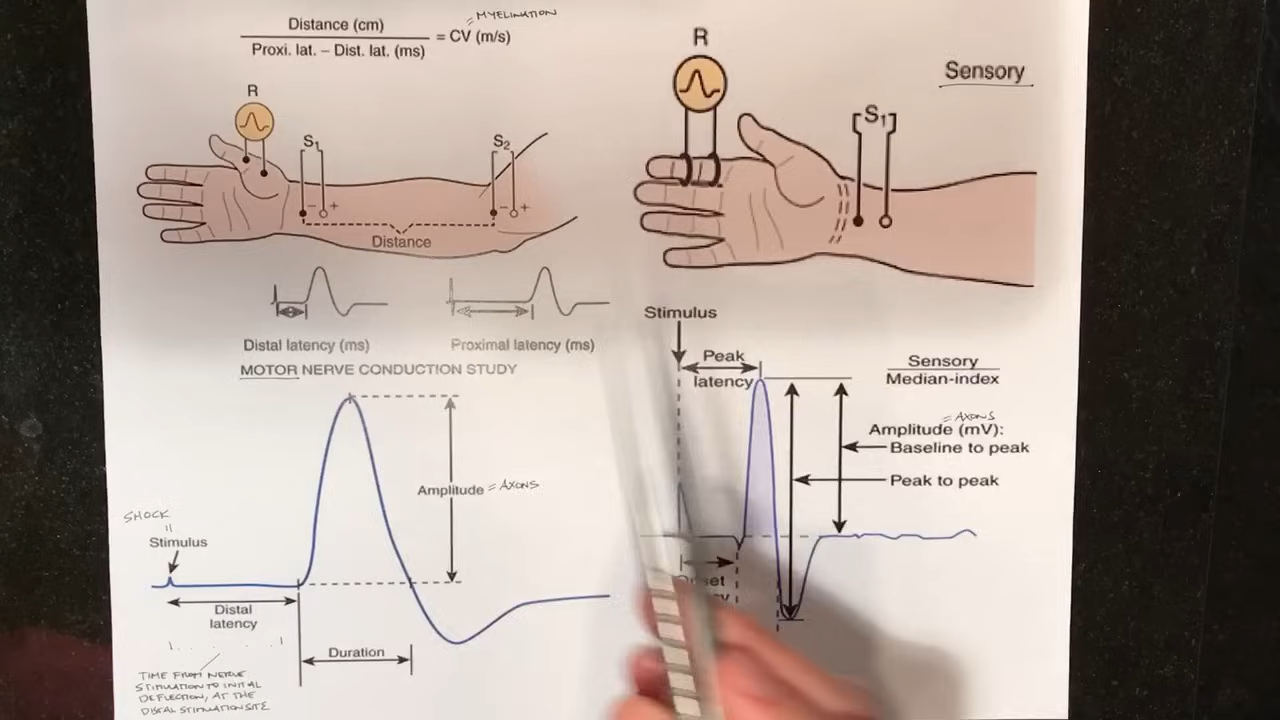 Distance (cm)
Proxi. lat. – Dist. lat. (ms)
= CV (m/s)
= MYELINATION
R
S1
S2
– +
– +
Distance
Distal latency (ms)
Proximal latency (ms)
MOTOR NERVE CONDUCTION STUDY
Amplitude = AXONS
SHOCK
=
Stimulus
Distal
latency
Duration
TIME FROM NERVE
STIMULATION TO INITIAL
DEFLECTION, AT THE
DISTAL STIMULATION SITE
R
Sensory
S1
Stimulus
Peak
latency
Sensory
Median-index
= AXONS
Amplitude (mV):
Baseline to peak
Peak to peak